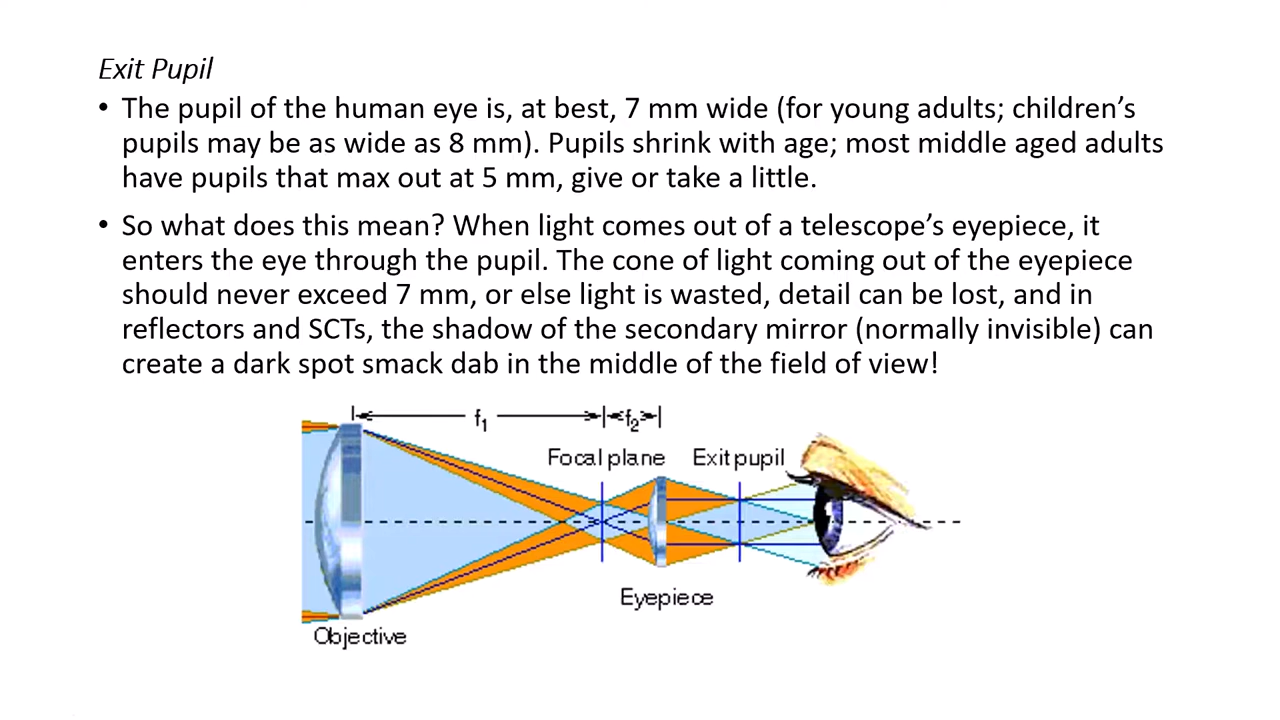 Exit Pupil
• The pupil of the human eye is, at best, 7 mm wide (for young adults; children’s
pupils may be as wide as 8 mm). Pupils shrink with age; most middle aged adults
have pupils that max out at 5 mm, give or take a little.
• So what does this mean? When light comes out of a telescope’s eyepiece, it
enters the eye through the pupil. The cone of light coming out of the eyepiece
should never exceed 7 mm, or else light is wasted, detail can be lost, and in
reflectors and SCTs, the shadow of the secondary mirror (normally invisible) can
create a dark spot smack dab in the middle of the field of view!
f₁ f₂
Focal plane Exit pupil
Eyepiece
Objective